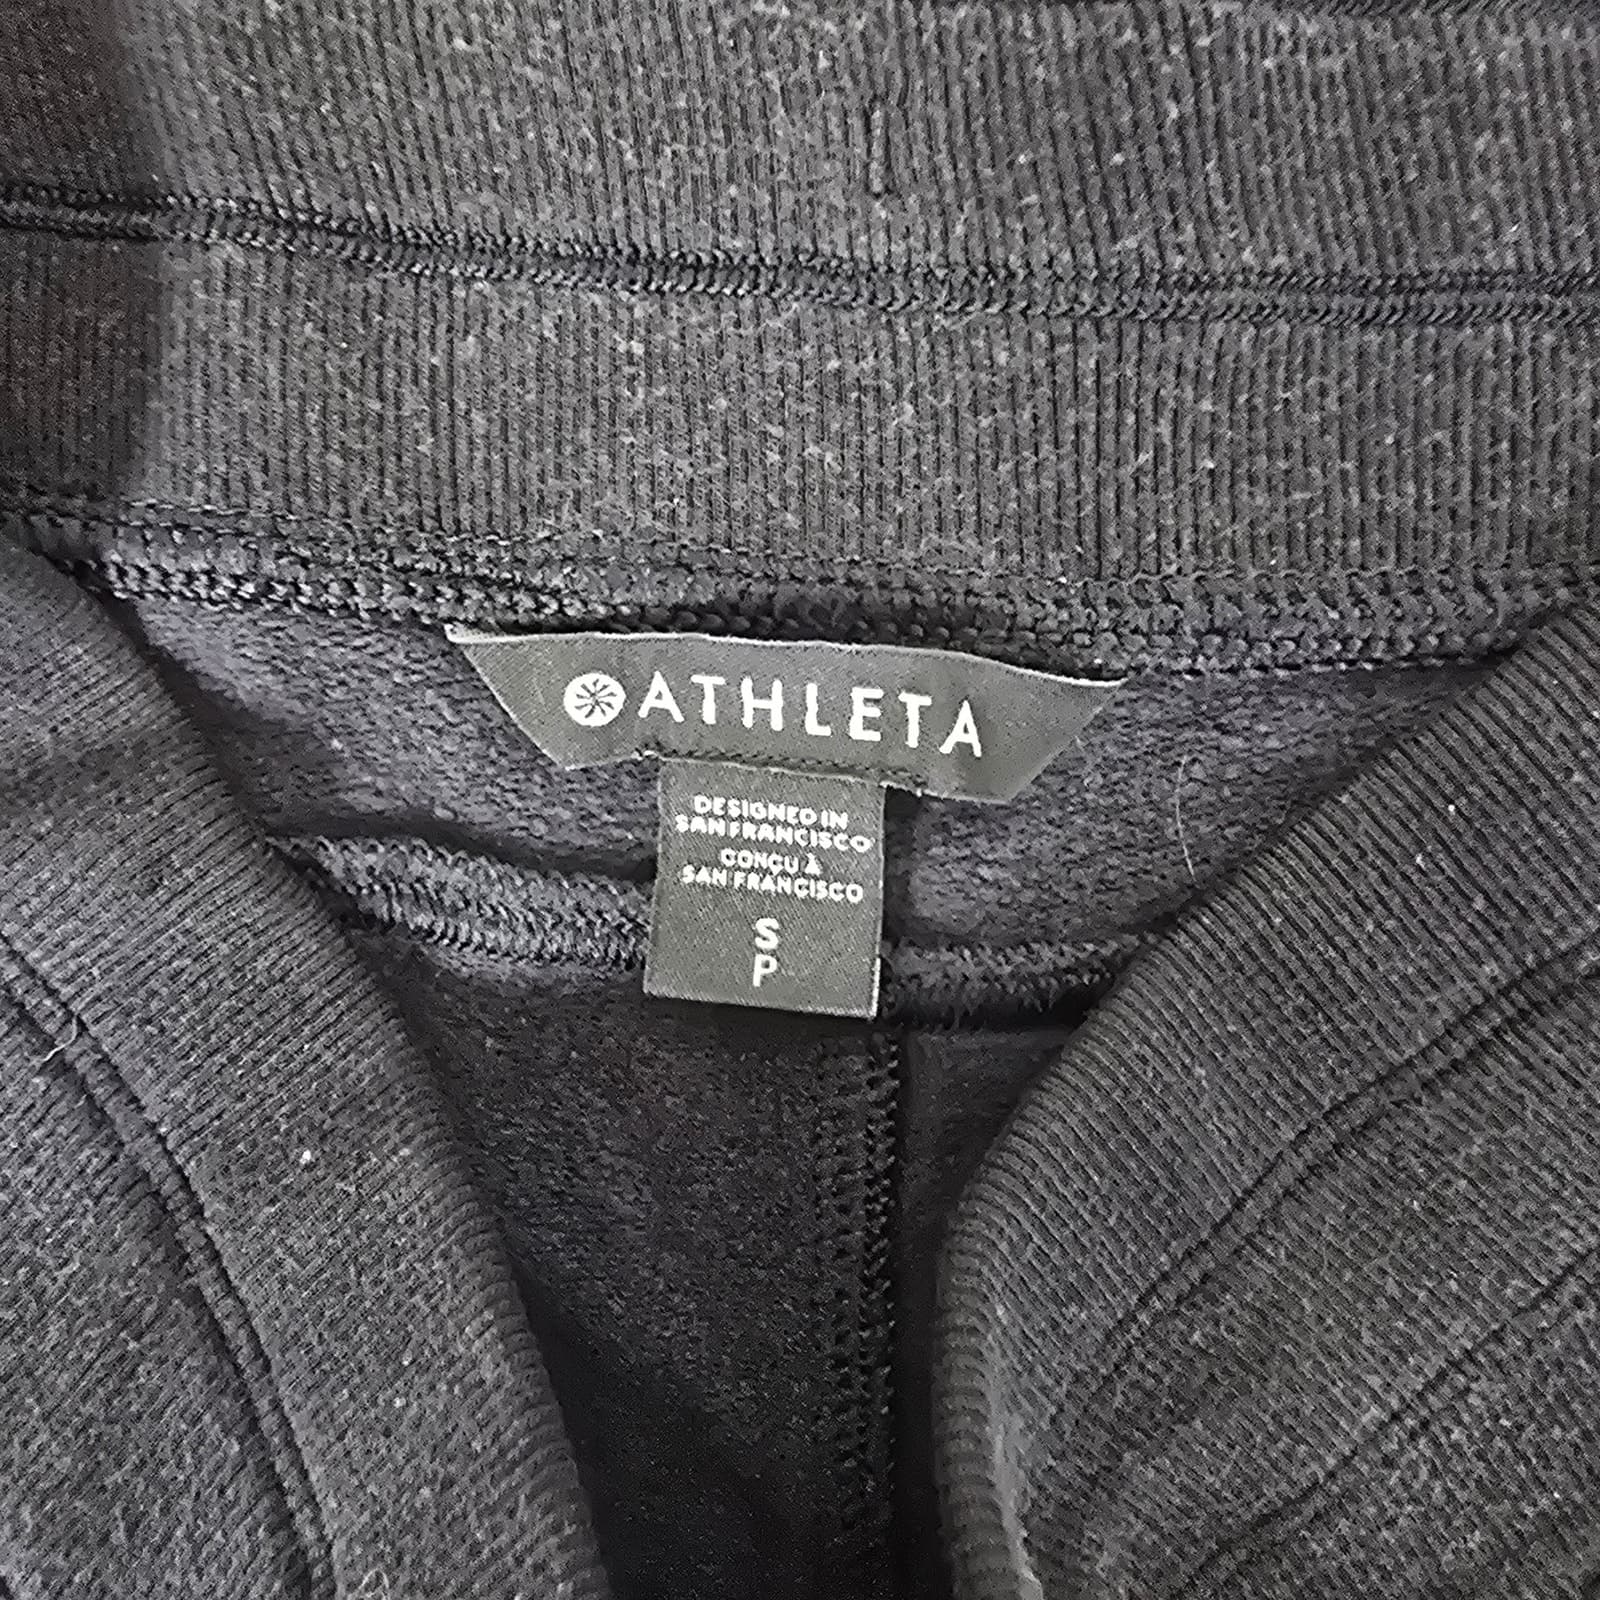 ATHLETA
DESIGNED IN
SAN FRANCISCO
CONÇU À
SAN FRANCISCO
S
P